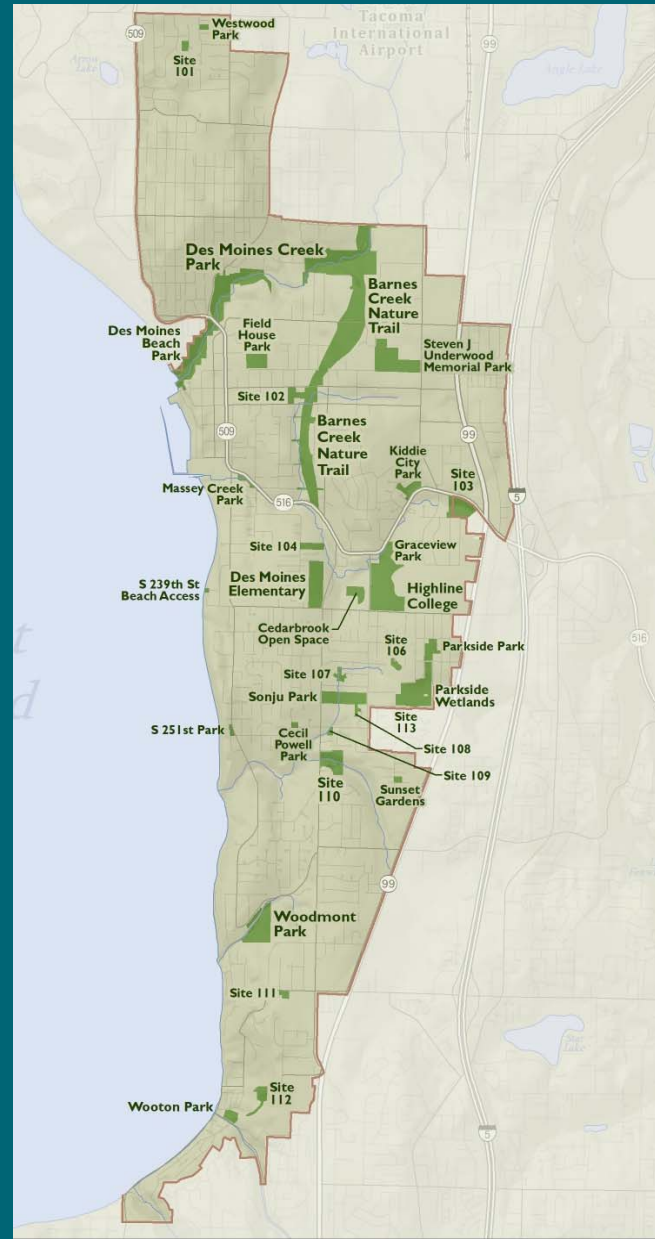 Tacoma
International
Airport
509
Westwood
Park
99
Site
101
Angle Lake
Des Moines Creek
Park
Barnes
Creek
Nature
Trail
Des Moines
Beach
Park
Field
House
Park
Steven J
Underwood
Memorial Park
Site 102
509
Barnes
Creek
Nature
Trail
99
Kiddie
City
Park
Site
103
5
Massey Creek
Park
516
Site 104
Graceview
Park
Des Moines
Elementary
S 239th St
Beach Access
Highline
College
Cedarbrook
Open Space
516
Site
106
Parkside Park
Site 107
Sonju Park
Parkside
Wetlands
S 251st Park
Cecil
Powell
Park
Site
113
Site 108
Site 109
Site
110
Sunset
Gardens
99
Woodmont
Park
Site 111
Star
Lake
Site
112
Wooton Park
5